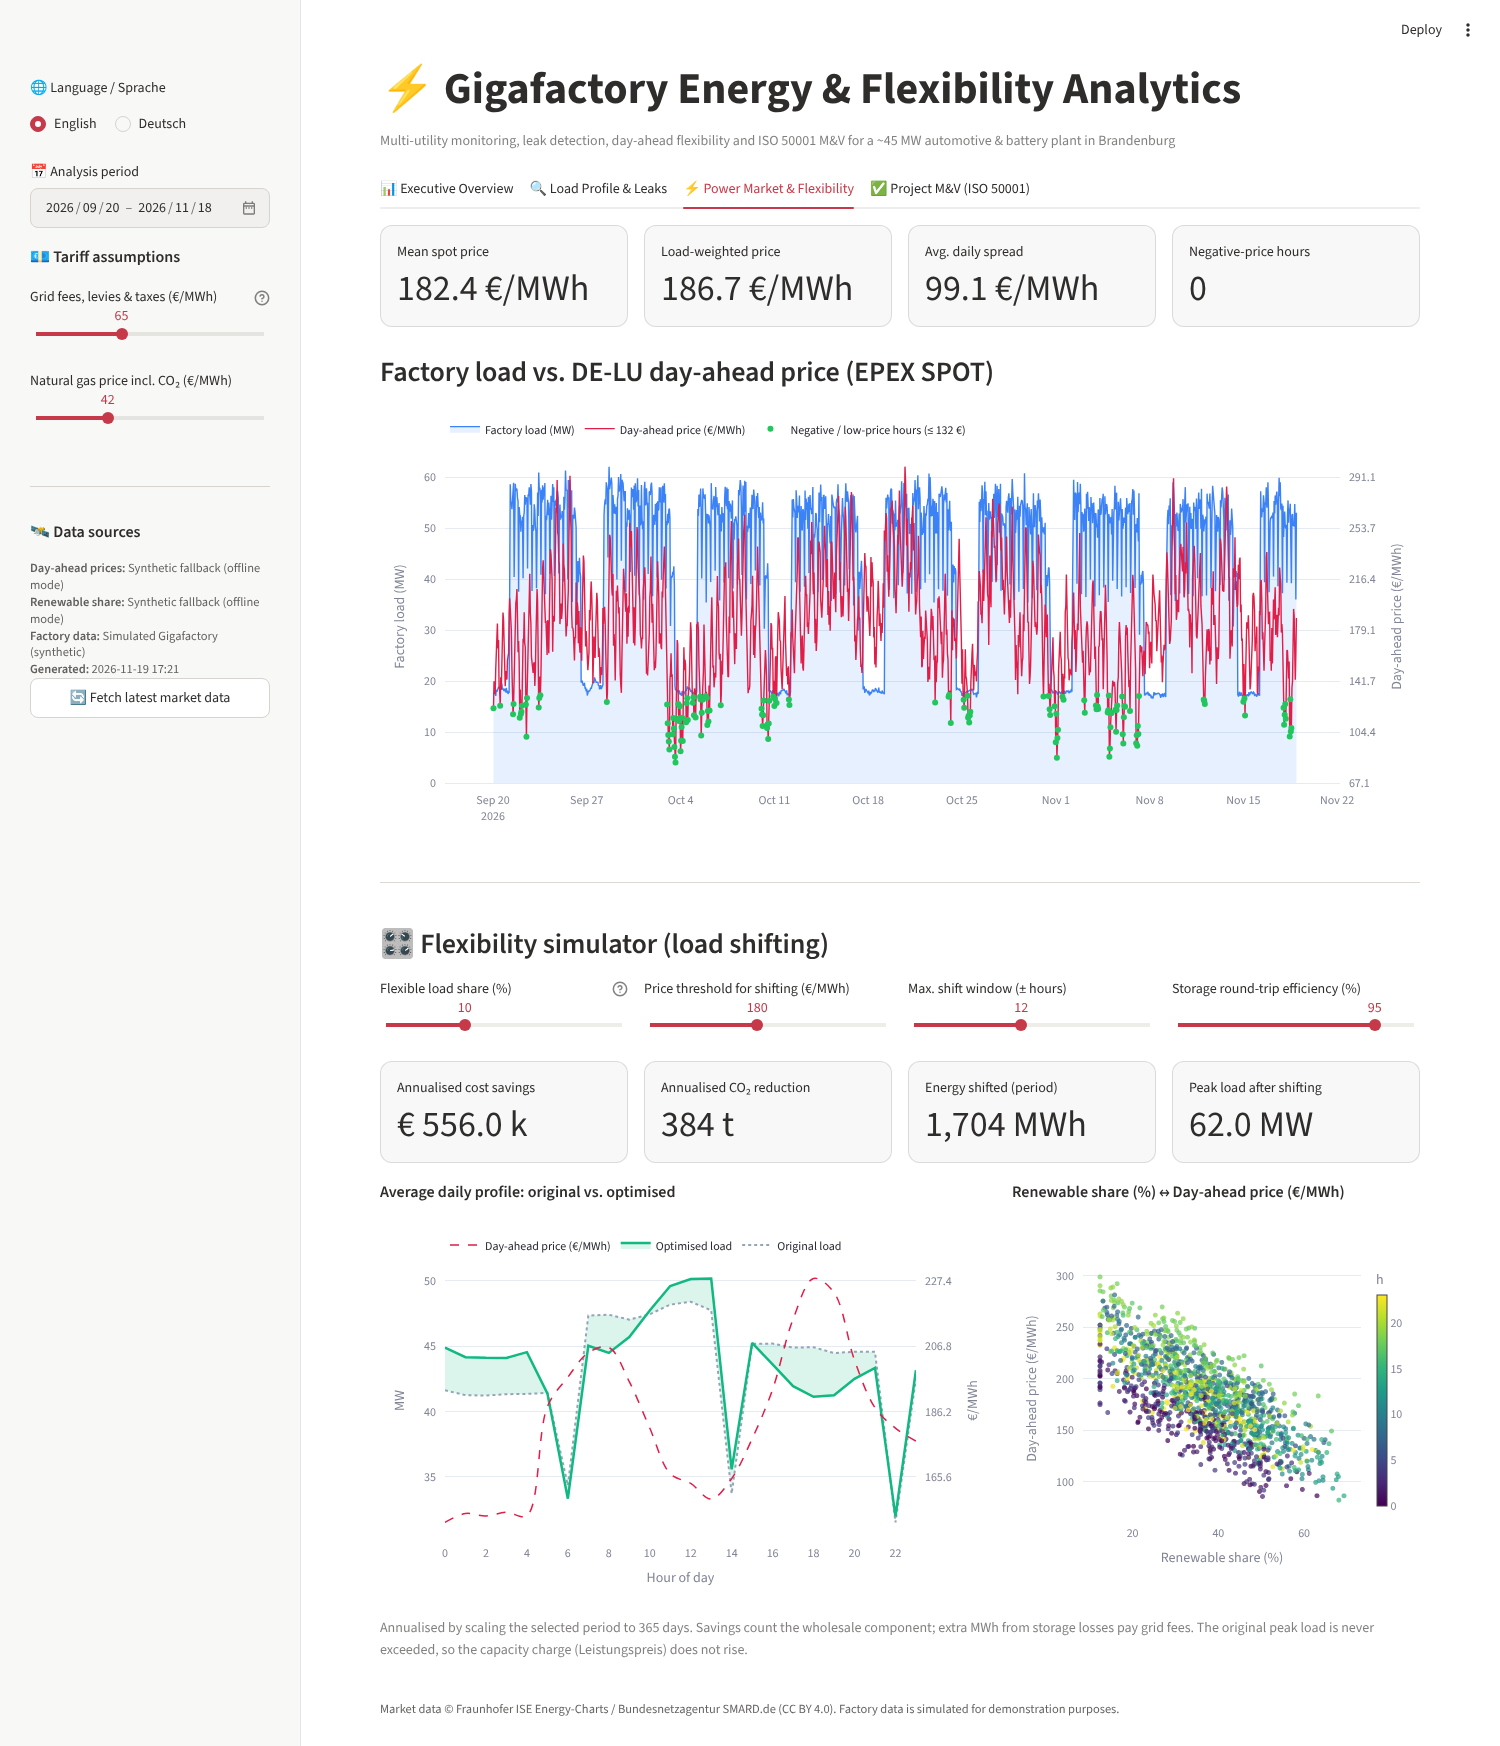 Deploy
🌐 Language / Sprache
English
Deutsch
📅 Analysis period
2026 / 09 / 20 – 2026 / 11 / 18
💶 Tariff assumptions
Grid fees, levies & taxes (€/MWh)
65
Natural gas price incl. CO₂ (€/MWh)
42
🛰️ Data sources
Day-ahead prices: Synthetic fallback (offline
mode)
Renewable share: Synthetic fallback (offline
mode)
Factory data: Simulated Gigafactory
(synthetic)
Generated: 2026-11-19 17:21
🔄 Fetch latest market data
⚡ Gigafactory Energy & Flexibility Analytics
Multi-utility monitoring, leak detection, day-ahead flexibility and ISO 50001 M&V for a ~45 MW automotive & battery plant in Brandenburg
📊 Executive Overview
🔍 Load Profile & Leaks
⚡ Power Market & Flexibility
✅ Project M&V (ISO 50001)
Mean spot price
182.4 €/MWh
Load-weighted price
186.7 €/MWh
Avg. daily spread
99.1 €/MWh
Negative-price hours
0
Factory load vs. DE-LU day-ahead price (EPEX SPOT)
Factory load (MW)
Day-ahead price (€/MWh)
Negative / low-price hours (≤ 132 €)
Factory load (MW)
60
50
40
30
20
10
0
291.1
253.7
216.4
179.1
141.7
104.4
67.1
Day-ahead price (€/MWh)
Sep 20
2026
Sep 27
Oct 4
Oct 11
Oct 18
Oct 25
Nov 1
Nov 8
Nov 15
Nov 22
🎛️ Flexibility simulator (load shifting)
Flexible load share (%)
10
Price threshold for shifting (€/MWh)
180
Max. shift window (± hours)
12
Storage round-trip efficiency (%)
95
Annualised cost savings
€ 556.0 k
Annualised CO₂ reduction
384 t
Energy shifted (period)
1,704 MWh
Peak load after shifting
62.0 MW
Average daily profile: original vs. optimised
Day-ahead price (€/MWh)
Optimised load
Original load
MW
50
45
40
35
227.4
206.8
186.2
165.6
€/MWh
0
2
4
6
8
10
12
14
16
18
20
22
Hour of day
Renewable share (%) ↔ Day-ahead price (€/MWh)
Day-ahead price (€/MWh)
300
250
200
150
100
20
40
60
Renewable share (%)
h
20
15
10
5
0
Annualised by scaling the selected period to 365 days. Savings count the wholesale component; extra MWh from storage losses pay grid fees. The original peak load is never
exceeded, so the capacity charge (Leistungspreis) does not rise.
Market data © Fraunhofer ISE Energy-Charts / Bundesnetzagentur SMARD.de (CC BY 4.0). Factory data is simulated for demonstration purposes.